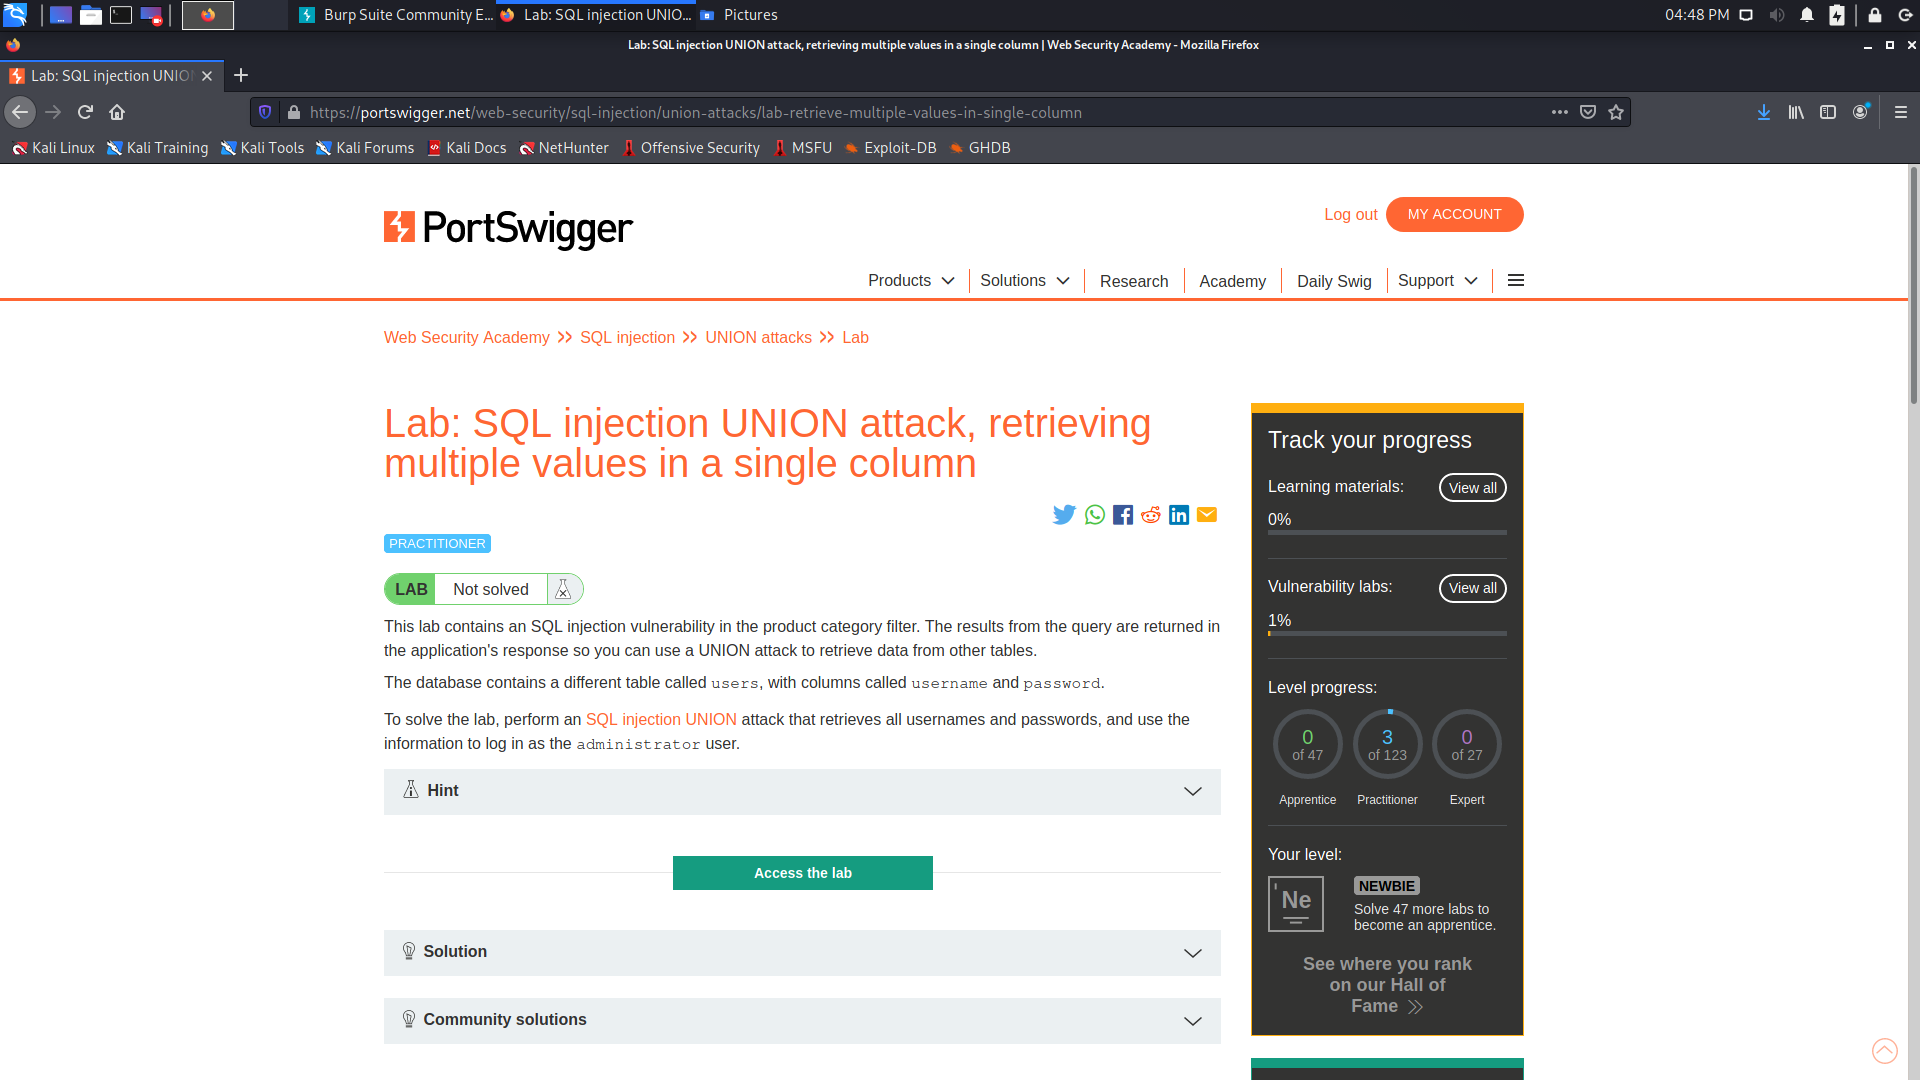 Burp Suite Community E...
Lab: SQL injection UNIO...
Pictures
04:48 PM
Lab: SQL injection UNION attack, retrieving multiple values in a single column | Web Security Academy - Mozilla Firefox
Lab: SQL injection UNIO
https://portswigger.net/web-security/sql-injection/union-attacks/lab-retrieve-multiple-values-in-single-column
Kali Linux
Kali Training
Kali Tools
Kali Forums
Kali Docs
NetHunter
Offensive Security
MSFU
Exploit-DB
GHDB
PortSwigger
Log out
MY ACCOUNT
Products
Solutions
Research
Academy
Daily Swig
Support
Web Security Academy
SQL injection
UNION attacks
Lab
Lab: SQL injection UNION attack, retrieving
multiple values in a single column
PRACTITIONER
LAB
Not solved
This lab contains an SQL injection vulnerability in the product category filter. The results from the query are returned in
the application's response so you can use a UNION attack to retrieve data from other tables.
The database contains a different table called users, with columns called username and password.
To solve the lab, perform an SQL injection UNION attack that retrieves all usernames and passwords, and use the
information to log in as the administrator user.
Hint
Access the lab
Solution
Community solutions
Track your progress
Learning materials:
View all
0%
Vulnerability labs:
View all
1%
Level progress:
0
of 47
Apprentice
3
of 123
Practitioner
0
of 27
Expert
Your level:
Ne
NEWBIE
Solve 47 more labs to
become an apprentice.
See where you rank
on our Hall of
Fame